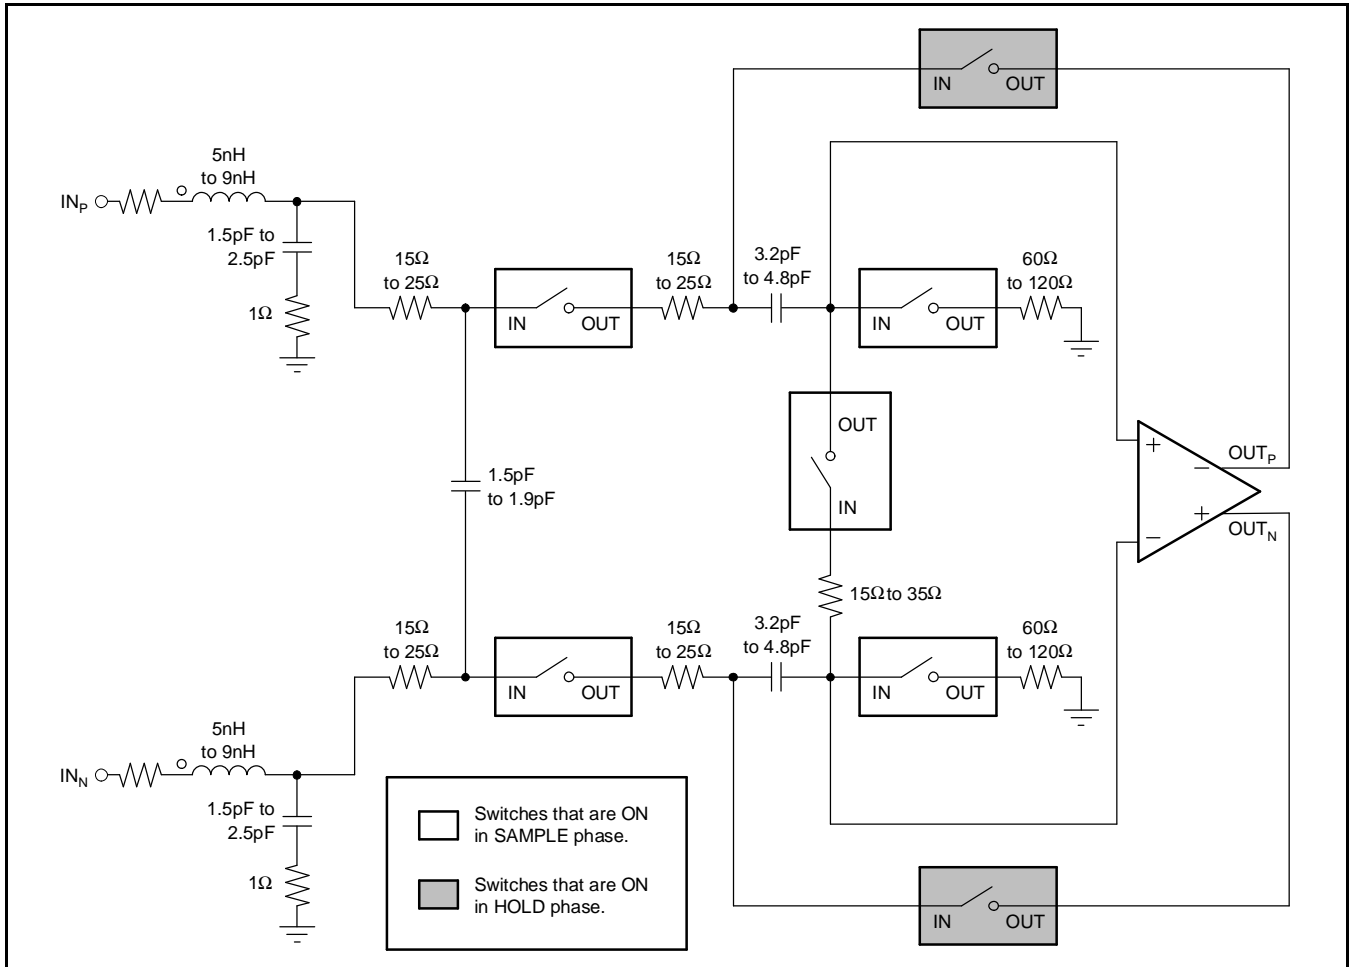 IN OUT
5nH
to 9nH
INP
1.5pF to
2.5pF
1Ω
15Ω
to 25Ω
IN OUT
15Ω
to 25Ω
3.2pF
to 4.8pF
IN OUT
60Ω
to 120Ω
OUT
IN
1.5pF
to 1.9pF
+
−
−
+
OUTP
OUTN
15Ω to 35Ω
15Ω
to 25Ω
IN OUT
15Ω
to 25Ω
3.2pF
to 4.8pF
IN OUT
60Ω
to 120Ω
5nH
to 9nH
INN
1.5pF to
2.5pF
1Ω
Switches that are ON
in SAMPLE phase.
Switches that are ON
in HOLD phase.
IN OUT